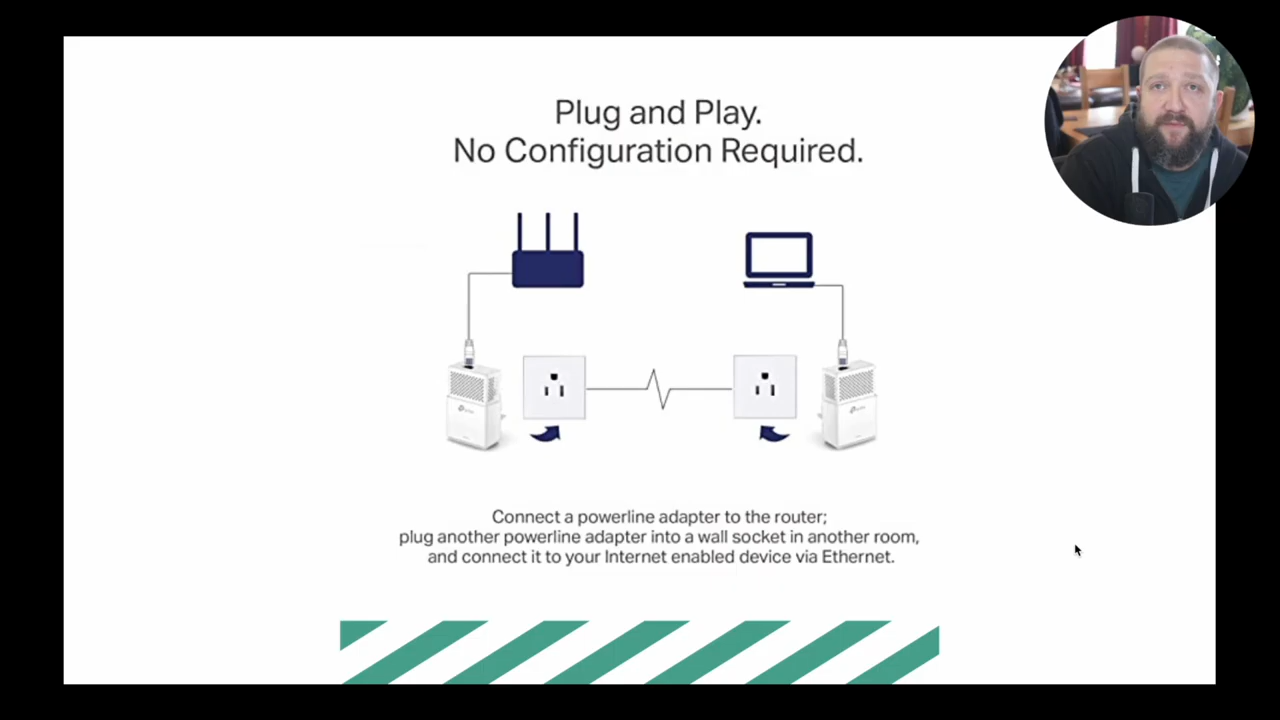 Plug and Play.
No Configuration Required.
Connect a powerline adapter to the router;
plug another powerline adapter into a wall socket in another room,
and connect it to your Internet enabled device via Ethernet.